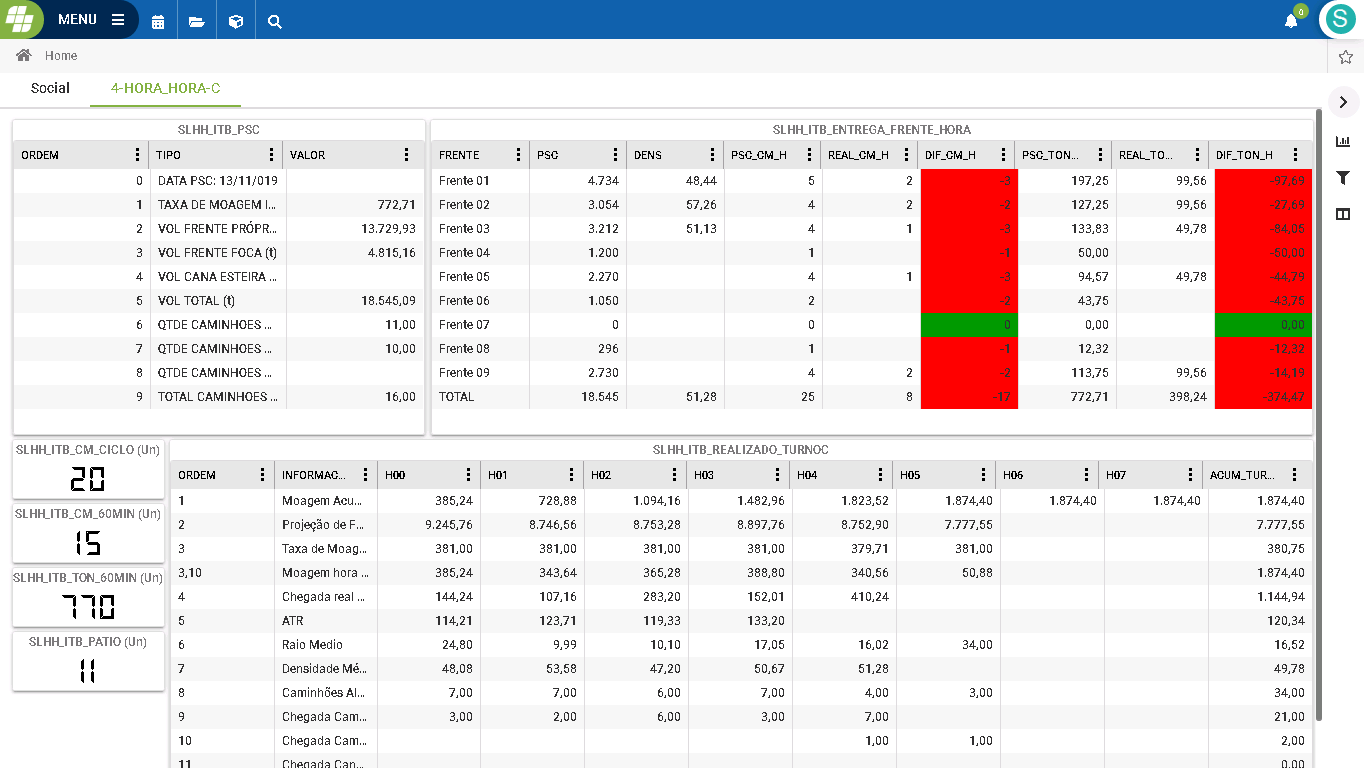 MENU
0
S
Home
Social 4-HORA_HORA-C
SLHH_ITB_PSC
ORDEM TIPO VALOR
0 DATA PSC: 13/11/019
1 TAXA DE MOAGEM I... 772,71
2 VOL FRENTE PRÓPR... 13.729,93
3 VOL FRENTE FOCA (t) 4.815,16
4 VOL CANA ESTEIRA ...
5 VOL TOTAL (t) 18.545,09
6 QTDE CAMINHOES ... 11,00
7 QTDE CAMINHOES ... 10,00
8 QTDE CAMINHOES ...
9 TOTAL CAMINHOES ... 16,00
SLHH_ITB_ENTREGA_FRENTE_HORA
FRENTE PSC DENS PSC_CM_H REAL_CM_H DIF_CM_H PSC_TON... REAL_TO... DIF_TON_H
Frente 01 4.734 48,44 5 2 -3 197,25 99,56 -97,69
Frente 02 3.054 57,26 4 2 -2 127,25 99,56 -27,69
Frente 03 3.212 51,13 4 1 -3 133,83 49,78 -84,05
Frente 04 1.200 1 -1 50,00 -50,00
Frente 05 2.270 4 1 -3 94,57 49,78 -44,79
Frente 06 1.050 2 -2 43,75 -43,75
Frente 07 0 0 0 0,00 0,00
Frente 08 296 1 -1 12,32 -12,32
Frente 09 2.730 4 2 -2 113,75 99,56 -14,19
TOTAL 18.545 51,28 25 8 -17 772,71 398,24 -374,47
SLHH_ITB_CM_CICLO (Un)
20
SLHH_ITB_CM_60MIN (Un)
15
SLHH_ITB_TON_60MIN (Un)
770
SLHH_ITB_PATIO (Un)
11
SLHH_ITB_REALIZADO_TURNOC
ORDEM INFORMAC... H00 H01 H02 H03 H04 H05 H06 H07 ACUM_TUR...
1 Moagem Acu... 385,24 728,88 1.094,16 1.482,96 1.823,52 1.874,40 1.874,40 1.874,40 1.874,40
2 Projeção de F... 9.245,76 8.746,56 8.753,28 8.897,76 8.752,90 7.777,55 7.777,55
3 Taxa de Moag... 381,00 381,00 381,00 381,00 379,71 381,00 380,75
3,10 Moagem hora ... 385,24 343,64 365,28 388,80 340,56 50,88 1.874,40
4 Chegada real ... 144,24 107,16 283,20 152,01 410,24 1.144,94
5 ATR 114,21 123,71 119,33 133,20 120,34
6 Raio Medio 24,80 9,99 10,10 17,05 16,02 34,00 16,52
7 Densidade Mé... 48,08 53,58 47,20 50,67 51,28 49,78
8 Caminhões Al... 7,00 7,00 6,00 7,00 4,00 3,00 34,00
9 Chegada Cam... 3,00 2,00 6,00 3,00 7,00 21,00
10 Chegada Cam... 1,00 1,00 2,00
11 Chegada Can... 0,00